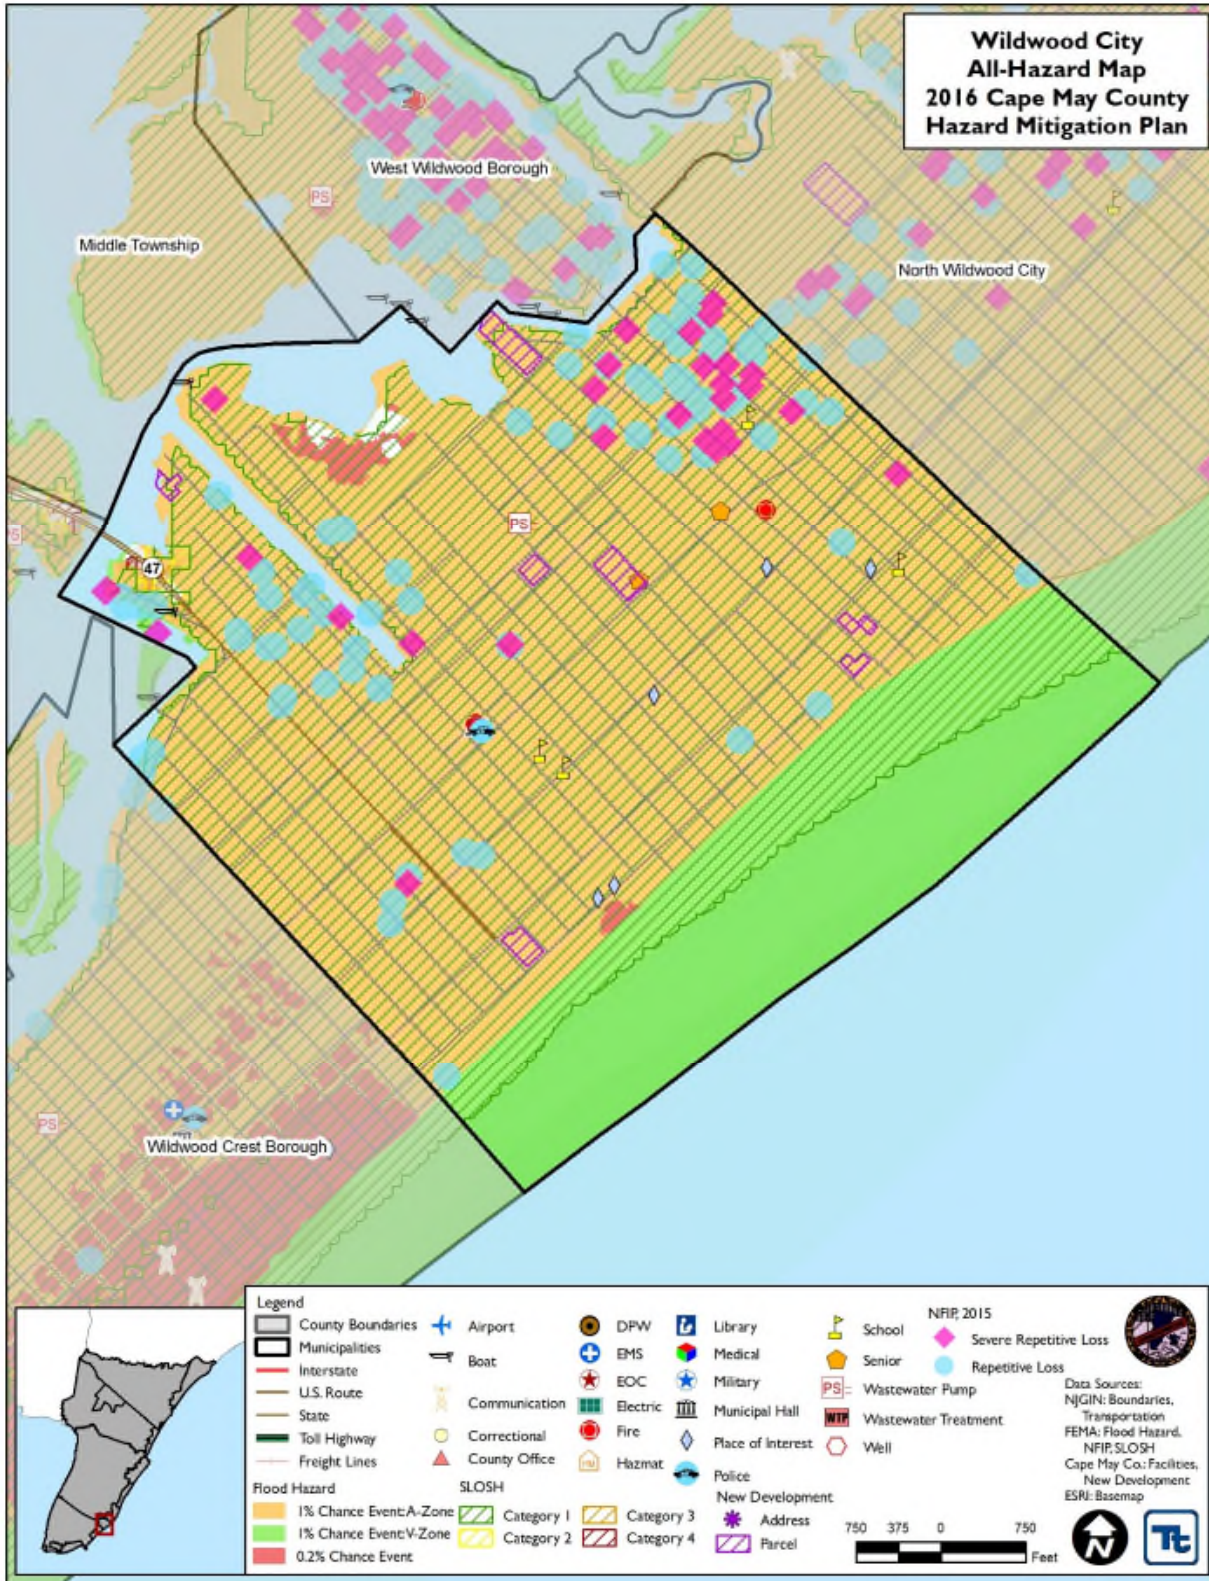 Wildwood City
All-Hazard Map
2016 Cape May County
Hazard Mitigation Plan
West Wildwood Borough
PS
Middle Township
North Wildwood City
PS
PS
47
PS
Wildwood Crest Borough
Legend
County Boundaries
Municipalities
Interstate
U.S. Route
State
Toll Highway
Freight Lines
Airport
Boat
Communication
Correctional
County Office
DPW
EMS
EOC
Electric
Fire
Hazmat
Library
Medical
Military
Municipal Hall
Place of Interest
Police
School
Senior
PS Wastewater Pump
WTP Wastewater Treatment
Well
NFIP, 2015
Severe Repetitive Loss
Repetitive Loss
Flood Hazard
1% Chance Event:A-Zone
1% Chance Event:V-Zone
0.2% Chance Event
SLOSH
Category 1
Category 2
Category 3
Category 4
New Development
Address
Parcel
Data Sources:
NJGIN: Boundaries,
Transportation
FEMA: Flood Hazard,
NFIP, SLOSH
Cape May Co.: Facilities,
New Development
ESRI: Basemap
750 375 0 750
Feet
N
Tt